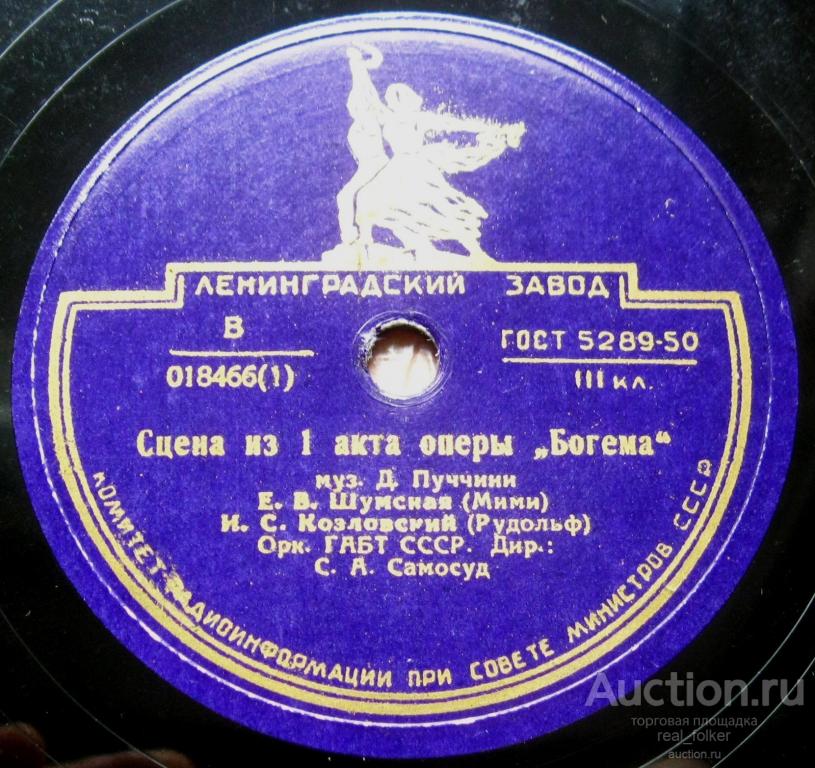 ЛЕНИНГРАДСКИЙ ЗАВОД
В
018466(1)
ГОСТ 5289-50
III кл.
Сцена из 1 акта оперы „Богема“
муз. Д. Пуччини
Е. В. Шумская (Мими)
И. С. Козловский (Рудольф)
Орк. ГАБТ СССР. Дир.:
С. А. Самосуд
КОМИТЕТ РАДИОИНФОРМАЦИИ ПРИ СОВЕТЕ МИНИСТРОВ СССР
Auction.ru
торговая площадка
real_folker
auction.ru